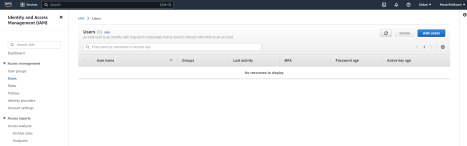 aws
Services
Search
[Alt+S]
Global
Identity and Access
Management (IAM)
Search IAM
Dashboard
Access management
User groups
Users
Roles
Policies
Identity providers
Account settings
Access reports
Access analyzer
Archive rules
Analyzers
IAM > Users
Users (0) Info
An IAM user is an identity with long-term credentials that is used to interact with AWS in an account.
Delete
Add users
Find users by username or access key
1
User name
Groups
Last activity
MFA
Password age
Active key age
No resources to display